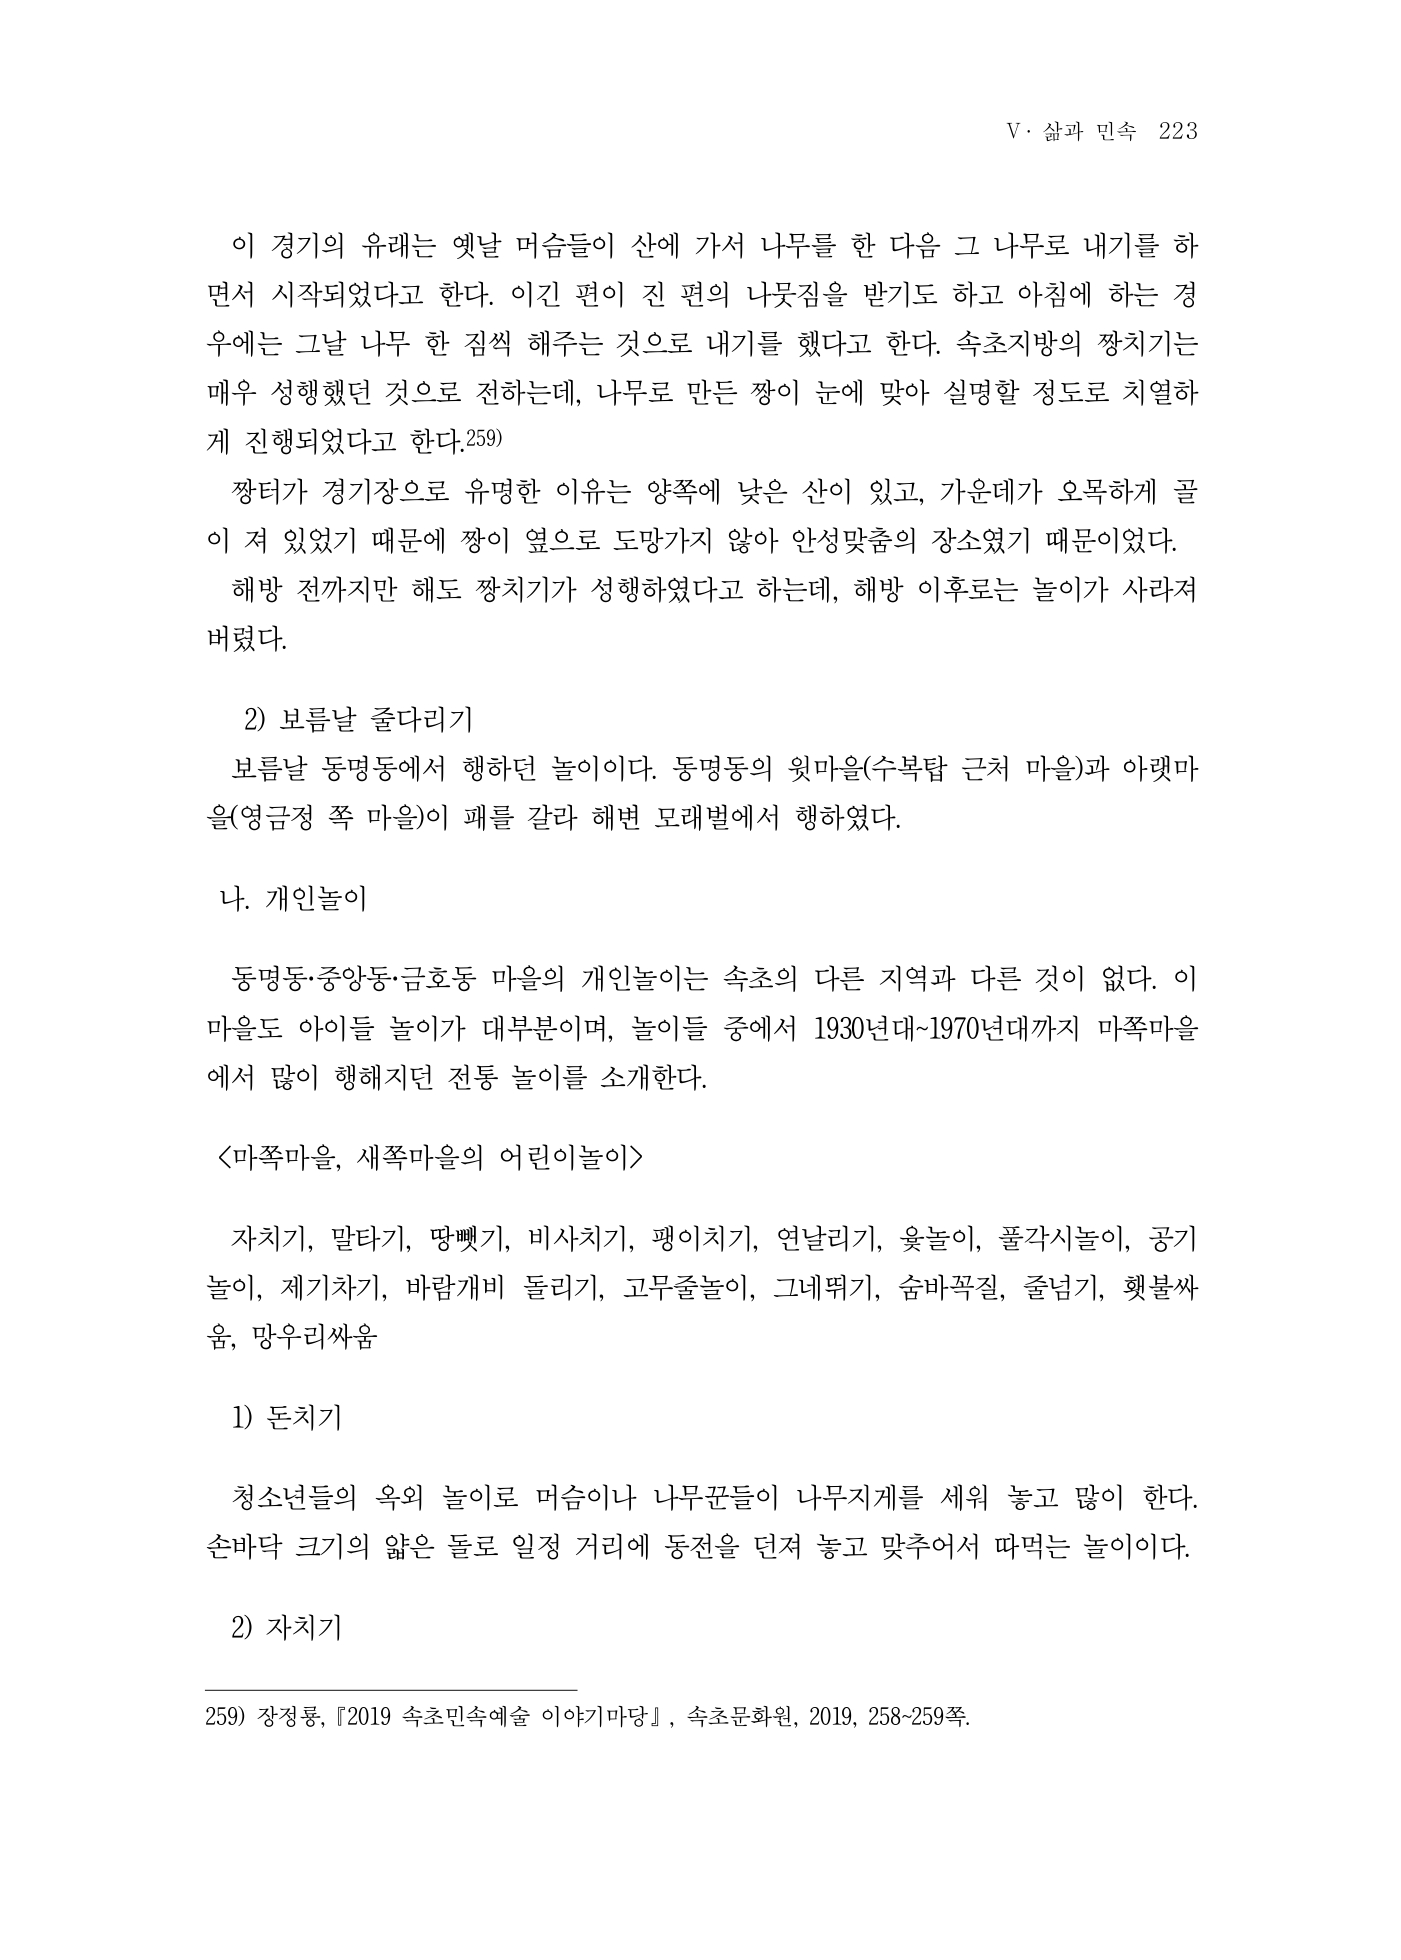 Ⅴ· 삶과 민속 223
이 경기의 유래는 옛날 머슴들이 산에 가서 나무를 한 다음 그 나무로 내기를 하
면서 시작되었다고 한다. 이긴 편이 진 편의 나뭇짐을 받기도 하고 아침에 하는 경
우에는 그날 나무 한 짐씩 해주는 것으로 내기를 했다고 한다. 속초지방의 짱치기는
매우 성행했던 것으로 전하는데, 나무로 만든 짱이 눈에 맞아 실명할 정도로 치열하
게 진행되었다고 한다.259)
짱터가 경기장으로 유명한 이유는 양쪽에 낮은 산이 있고, 가운데가 오목하게 골
이 져 있었기 때문에 짱이 옆으로 도망가지 않아 안성맞춤의 장소였기 때문이었다.
해방 전까지만 해도 짱치기가 성행하였다고 하는데, 해방 이후로는 놀이가 사라져
버렸다.
2) 보름날 줄다리기
보름날 동명동에서 행하던 놀이이다. 동명동의 윗마을(수복탑 근처 마을)과 아랫마
을(영금정 쪽 마을)이 패를 갈라 해변 모래벌에서 행하였다.
나. 개인놀이
동명동·중앙동·금호동 마을의 개인놀이는 속초의 다른 지역과 다른 것이 없다. 이
마을도 아이들 놀이가 대부분이며, 놀이들 중에서 1930년대~1970년대까지 마쪽마을
에서 많이 행해지던 전통 놀이를 소개한다.
<마쪽마을, 새쪽마을의 어린이놀이>
자치기, 말타기, 땅뺏기, 비사치기, 팽이치기, 연날리기, 윷놀이, 풀각시놀이, 공기
놀이, 제기차기, 바람개비 돌리기, 고무줄놀이, 그네뛰기, 숨바꼭질, 줄넘기, 횃불싸
움, 망우리싸움
1) 돈치기
청소년들의 옥외 놀이로 머슴이나 나무꾼들이 나무지게를 세워 놓고 많이 한다.
손바닥 크기의 얇은 돌로 일정 거리에 동전을 던져 놓고 맞추어서 따먹는 놀이이다.
2) 자치기
259) 장정룡,『2019 속초민속예술 이야기마당』, 속초문화원, 2019, 258~259쪽.